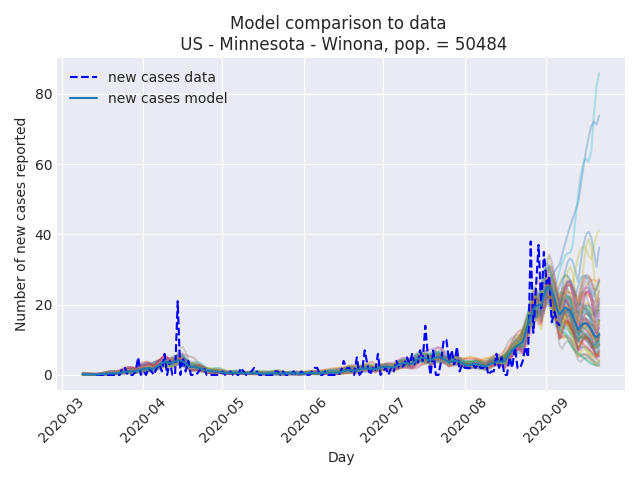 Model comparison to data
US - Minnesota - Winona, pop. = 50484
new cases data
new cases model
Number of new cases reported
80
60
40
20
0
2020-03
2020-04
2020-05
2020-06
2020-07
2020-08
2020-09
Day